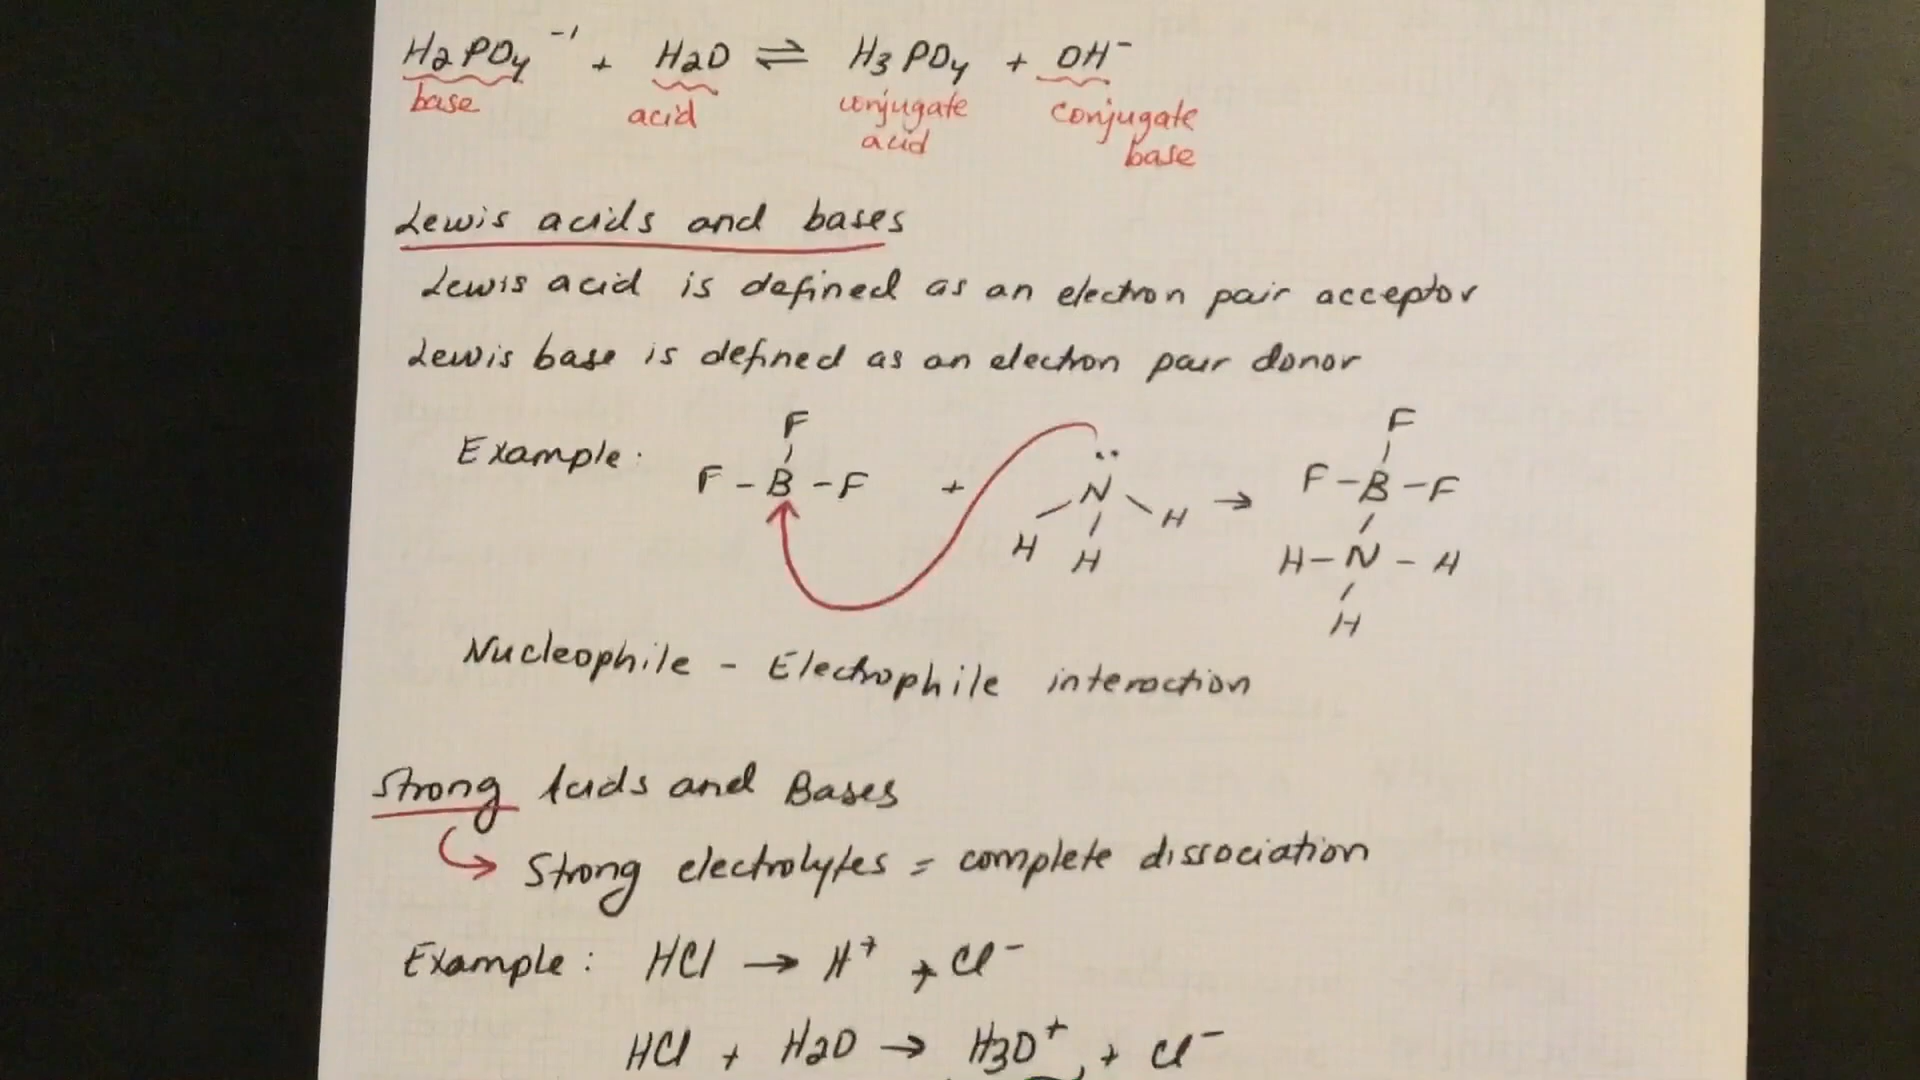 H2PO4 -1 + H2O ⇌ H3PO4 + OH-
base acid conjugate acid conjugate base
Lewis acids and bases
Lewis acid is defined as an electron pair acceptor
Lewis base is defined as an electron pair donor
Example: F-B-F F + N H H H → F F-B-F H-N-H H
Nucleophile - Electrophile interaction
Strong Acids and Bases
Strong electrolytes = complete dissociation
Example: HCl → H+ + Cl-
HCl + H2O → H3O+ + Cl-